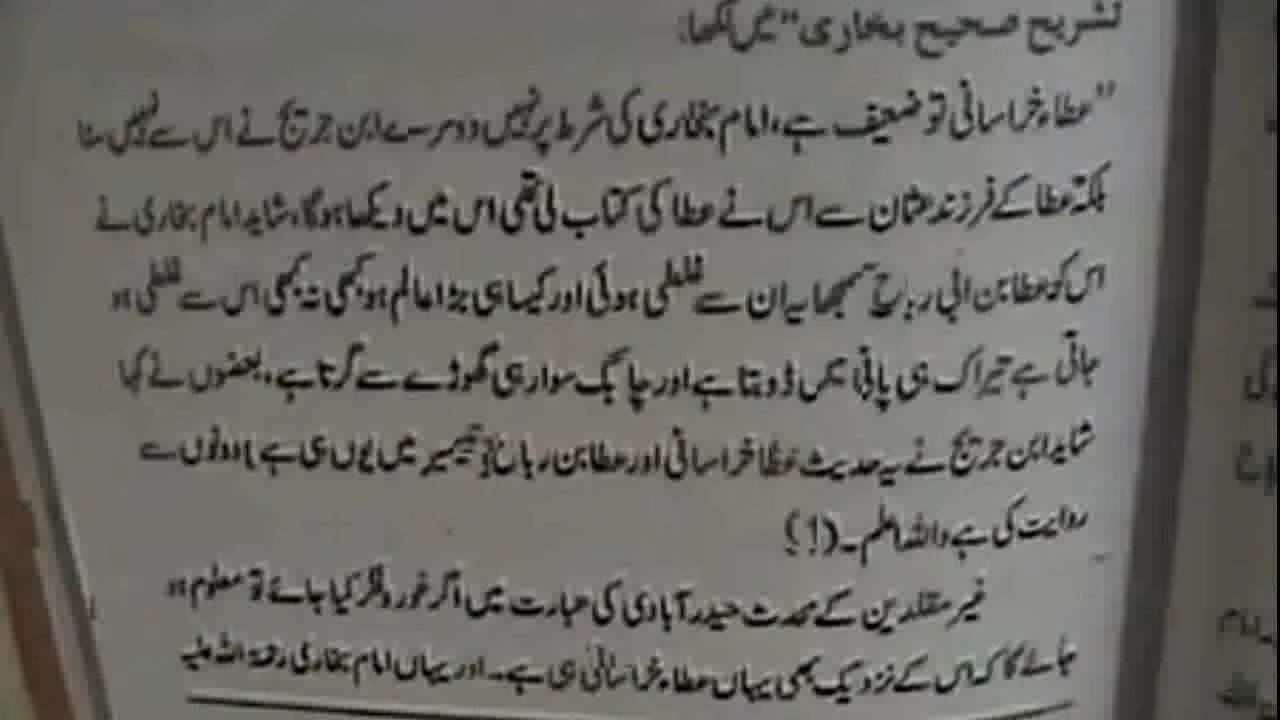 تشریح صحیح بخاری" میں لکھا:
"عطاء خراسانی تو ضعیف ہے، امام بخاری کی شرط پر نہیں دوسرے ابن جریج نے اس سے نہیں سنا
بلکہ عطا کے فرزند عثمان سے اس نے عطا کی کتاب لی تھی اس میں دیکھا ہوگا، شاید امام بخاری نے
اس کو عطا بن ابی رباح سمجھا یہ ان سے غلطی ہوئی اور کیسا ہی بڑا عالم ہو کبھی نہ کبھی اس سے غلطی ہو
جاتی ہے تیراک ہی پانی میں ڈوبتا ہے اور چابک سوار ہی گھوڑے سے گرتا ہے، بعضوں نے کہا
شاید ابن جریج نے یہ حدیث عطا خراسانی اور عطا بن رباح تیسیر میں یوں ہی ہے) دونوں سے
روایت کی ہے واللہ اعلم۔ (!)
غیر مقلدین کے محدث حیدر آبادی کی عبارت میں اگر غور و فکر کیا جائے تو معلوم ہو
جائے گا کہ اس کے نزدیک بھی یہاں عطاء خراسانی ہی ہے۔ اور یہاں امام بخاری رحمۃ اللہ علیہ